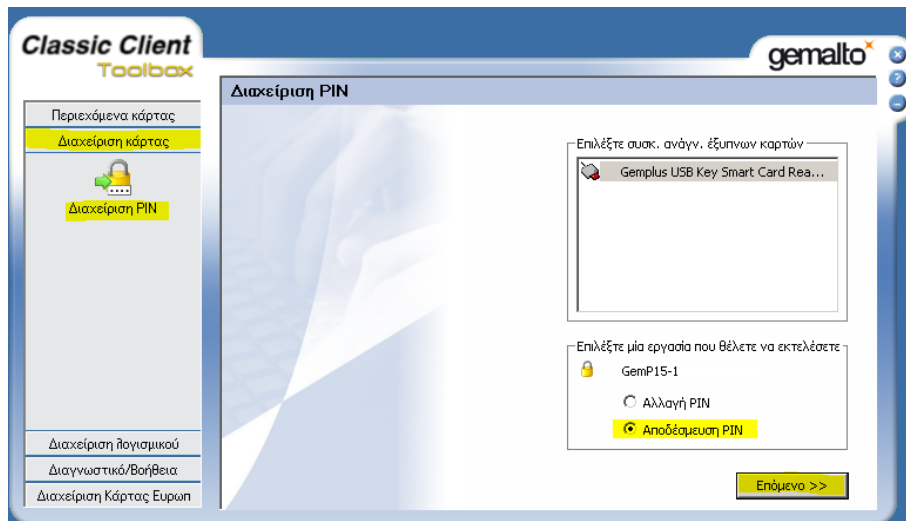 Classic Client
Toolbox
gemalto
Διαχείριση PIN
Περιεχόμενα κάρτας
Διαχείριση κάρτας
Διαχείριση PIN
Διαχείριση λογισμικού
Διαγνωστικό/Βοήθεια
Διαχείριση Κάρτας Ευρωπ
Επιλέξτε συσκ. ανάγν. έξυπνων καρτών
Gemplus USB Key Smart Card Rea...
Επιλέξτε μία εργασία που θέλετε να εκτελέσετε
GemP15-1
Αλλαγή PIN
Αποδέσμευση PIN
Επόμενο >>